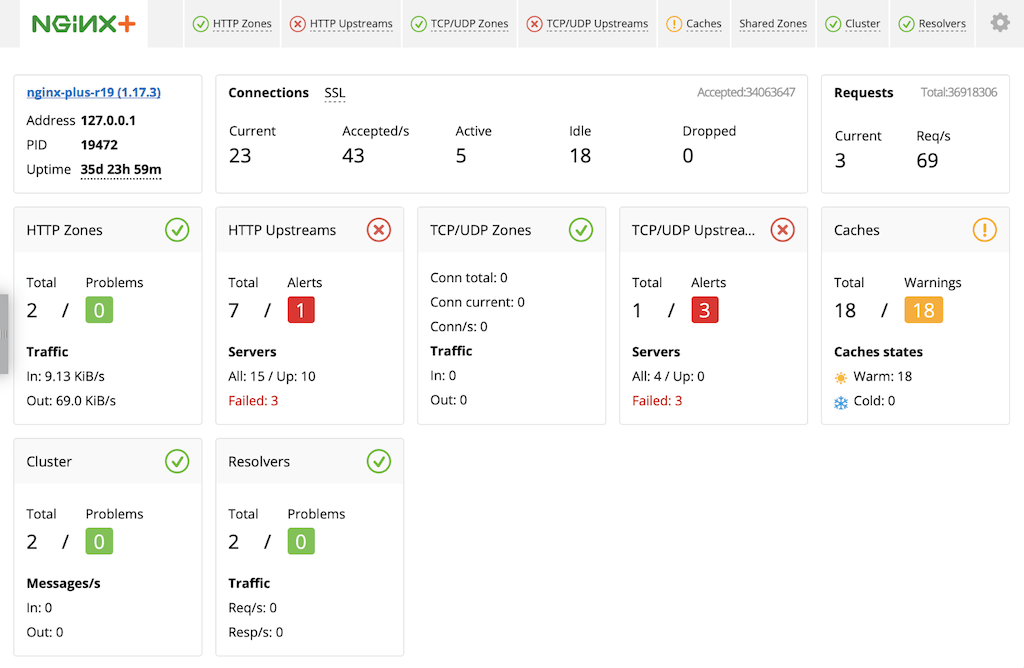 NGINX+
HTTP Zones
HTTP Upstreams
TCP/UDP Zones
TCP/UDP Upstreams
Caches
Shared Zones
Cluster
Resolvers
nginx-plus-r19 (1.17.3)
Address 127.0.0.1
PID 19472
Uptime 35d 23h 59m
Connections SSL Accepted:34063647
Current Accepted/s Active Idle Dropped
23 43 5 18 0
Requests Total:36918306
Current Req/s
3 69
HTTP Zones
Total Problems
2 / 0
Traffic
In: 9.13 KiB/s
Out: 69.0 KiB/s
HTTP Upstreams
Total Alerts
7 / 1
Servers
All: 15 / Up: 10
Failed: 3
TCP/UDP Zones
Conn total: 0
Conn current: 0
Conn/s: 0
Traffic
In: 0
Out: 0
TCP/UDP Upstrea...
Total Alerts
1 / 3
Servers
All: 4 / Up: 0
Failed: 3
Caches
Total Warnings
18 / 18
Caches states
Warm: 18
Cold: 0
Cluster
Total Problems
2 / 0
Messages/s
In: 0
Out: 0
Resolvers
Total Problems
2 / 0
Traffic
Req/s: 0
Resp/s: 0